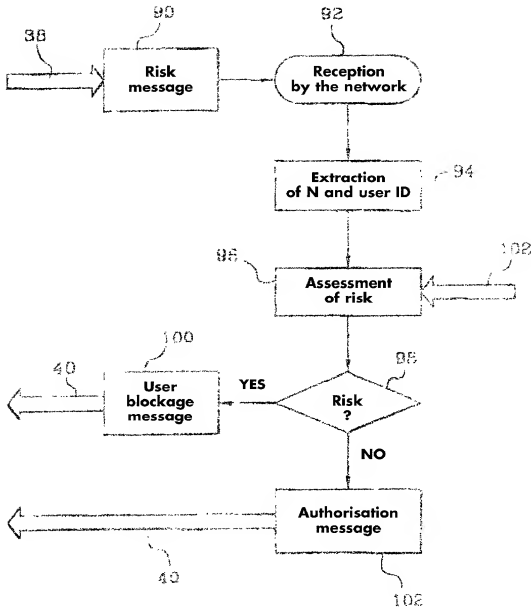 90
92
38
Risk
message
Reception
by the network
Extraction
of N and user ID
94
102
96
Assessment
of risk
100
98
40
User
blockage
message
YES
Risk
?
NO
Authorisation
message
40
102